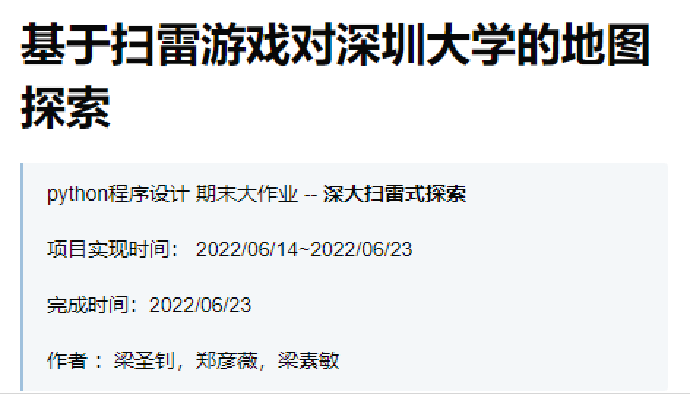 基于扫雷游戏对深圳大学的地图
探索
python程序设计 期末大作业 -- 深大扫雷式探索
项目实现时间： 2022/06/14~2022/06/23
完成时间：2022/06/23
作者 ：梁圣钊，郑彦薇，梁素敏